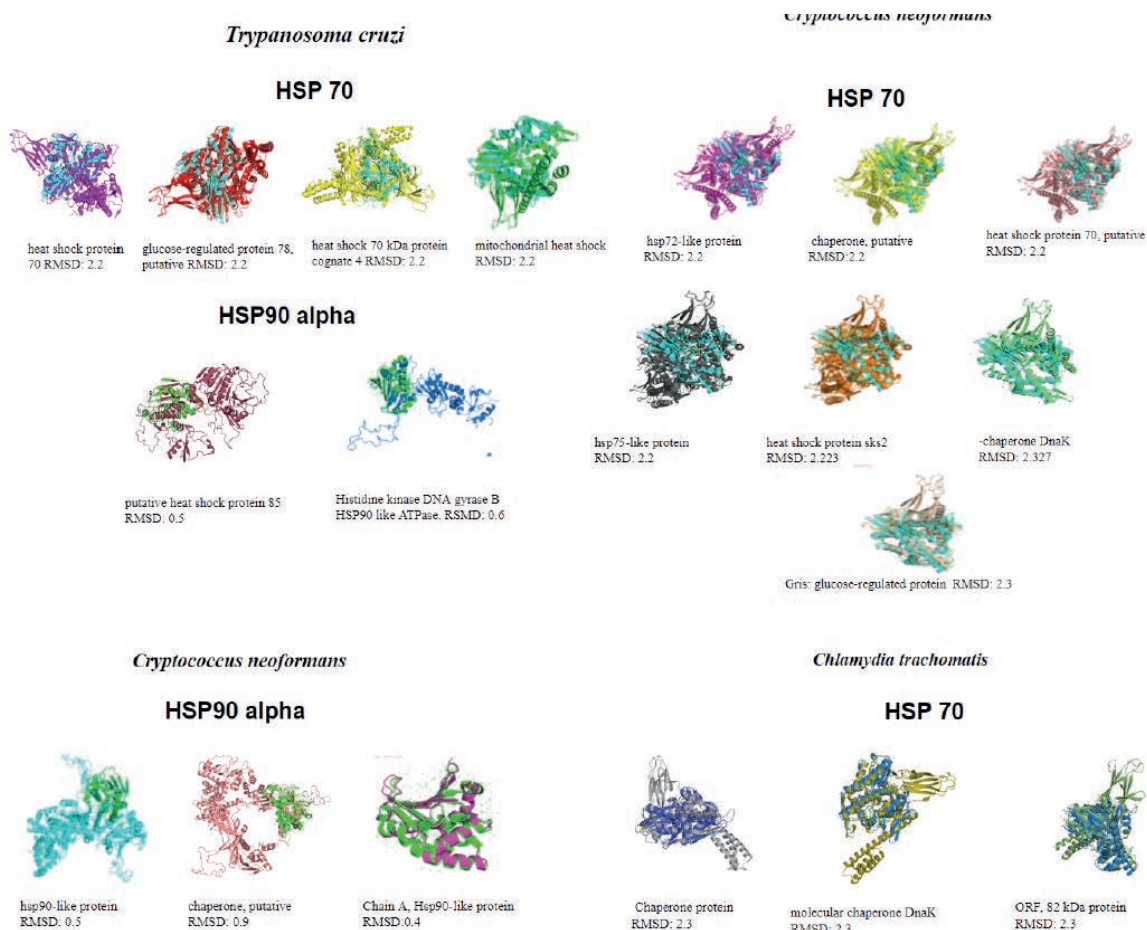 Trypanosoma cruzi
HSP 70
heat shock protein
70 RMSD: 2.2
glucose-regulated protein 78,
putative RMSD: 2.2
heat shock 70 kDa protein
cognate 4 RMSD: 2.2
mitochondrial heat shock
RMSD: 2.2
HSP90 alpha
putative heat shock protein 85
RMSD: 0.5
Histidine kinase DNA gyrase B
HSP90 like ATPase. RSMD: 0.6
Cryptococcus neoformans
HSP 70
hsp72-like protein
RMSD: 2.2
chaperone, putative
RMSD:2.2
heat shock protein 70, putative
RMSD: 2.2
hsp75-like protein
RMSD: 2.2
heat shock protein sks2
RMSD: 2.223
-chaperone DnaK
RMSD: 2.327
Gris: glucose-regulated protein RMSD: 2.3
Cryptococcus neoformans
HSP90 alpha
hsp90-like protein
RMSD: 0.5
chaperone, putative
RMSD: 0.9
Chain A, Hsp90-like protein
RMSD:0.4
Chlamydia trachomatis
HSP 70
Chaperone protein
RMSD: 2.3
molecular chaperone DnaK
RMSD: 2.3
ORF, 82 kDa protein
RMSD: 2.3